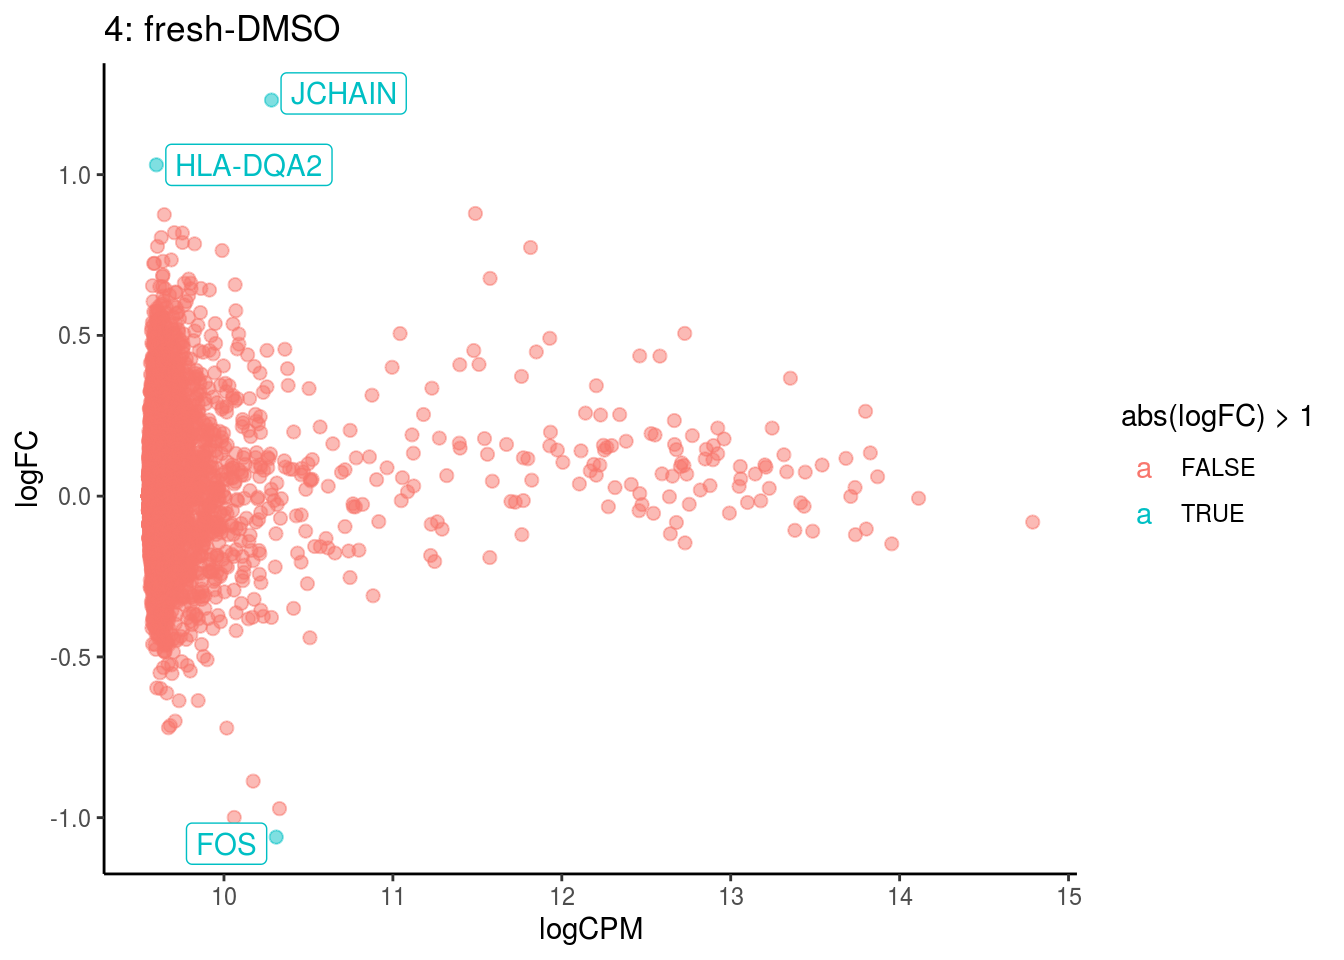 4: fresh-DMSO
JCHAIN
HLA-DQA2
FOS
1.0
0.5
0.0
-0.5
-1.0
logFC
10 11 12 13 14 15
logCPM
abs(logFC) > 1
a FALSE
a TRUE